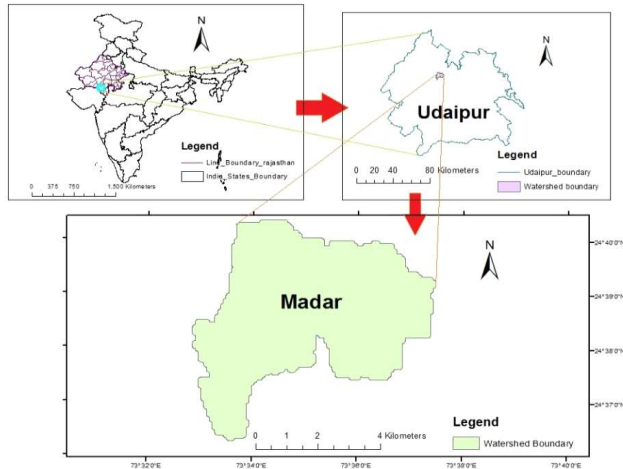 N
Legend
Line_Boundary_rajasthan
India_States_Boundary
0 375 750 1,500 Kilometers
N
Udaipur
Legend
Udaipur_boundary
Watershed boundary
0 20 40 80 Kilometers
N
Madar
24°40'0"N
24°39'0"N
24°38'0"N
24°37'0"N
Legend
Watershed Boundary
0 1 2 4 Kilometers
73°32'0"E 73°34'0"E 73°36'0"E 73°38'0"E 73°40'0"E